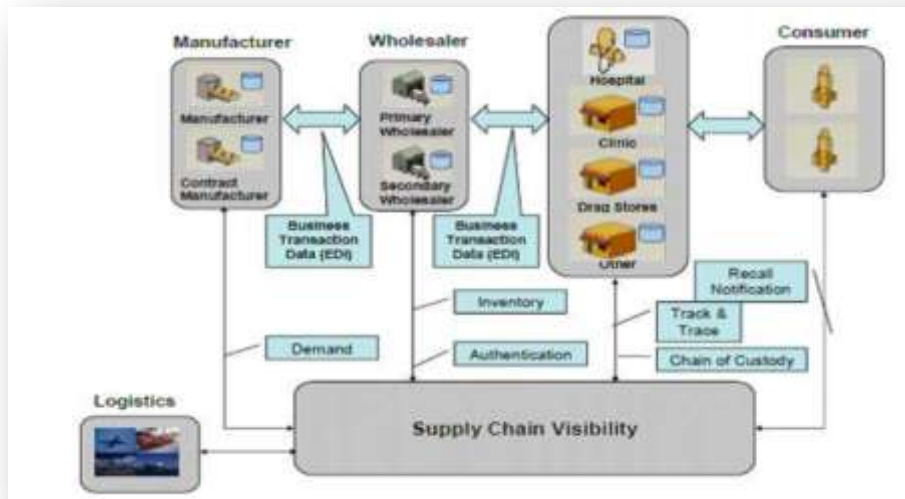 Manufacturer
Manufacturer
Contract
Manufacturer
Wholesaler
Primary
Wholesaler
Secondary
Wholesaler
Hospital
Clinic
Drag Stores
Other
Consumer
Business
Transaction
Data (EDI)
Business
Transaction
Data (EDI)
Recall
Notification
Inventory
Track &
Trace
Demand
Authentication
Chain of Custody
Logistics
Supply Chain Visibility